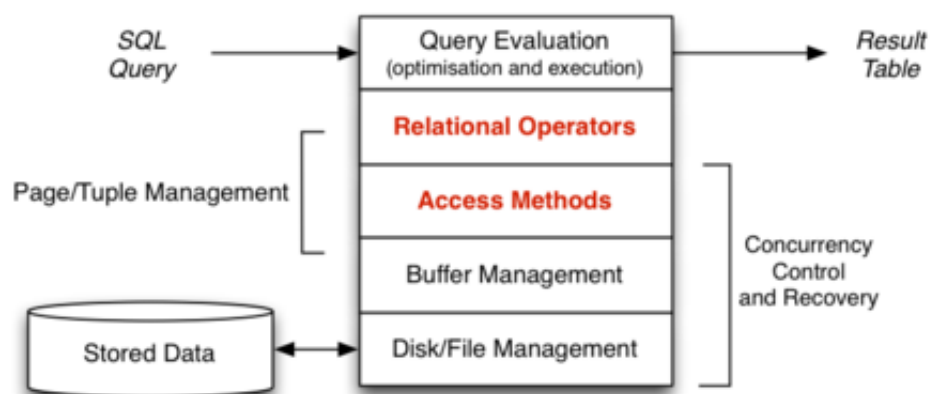 SQL
Query
Query Evaluation
(optimisation and execution)
Result
Table
Relational Operators
Page/Tuple Management
Access Methods
Buffer Management
Concurrency
Control
and Recovery
Stored Data
Disk/File Management